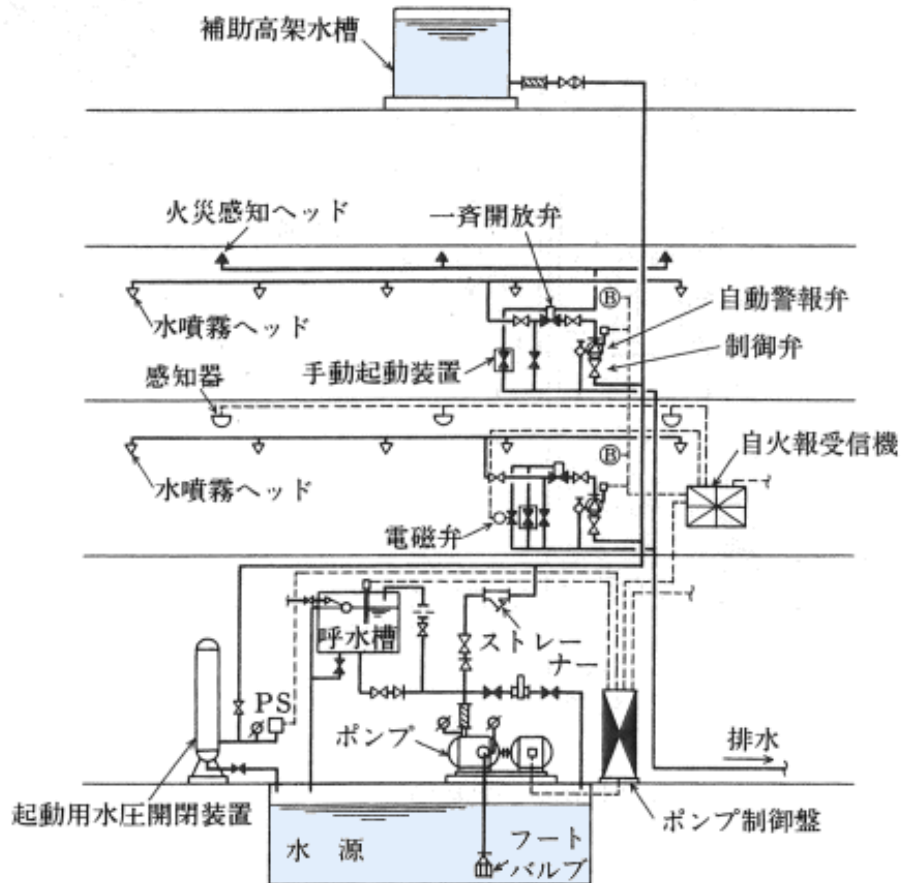 補助高架水槽
火災感知ヘッド
一斉開放弁
Ⓑ
自動警報弁
水噴霧ヘッド
制御弁
手動起動装置
感知器
Ⓑ
自火報受信機
水噴霧ヘッド
電磁弁
呼水槽
ストレー
ナー
PS
ポンプ
排水
起動用水圧開閉装置
ポンプ制御盤
水源
フート
バルブ